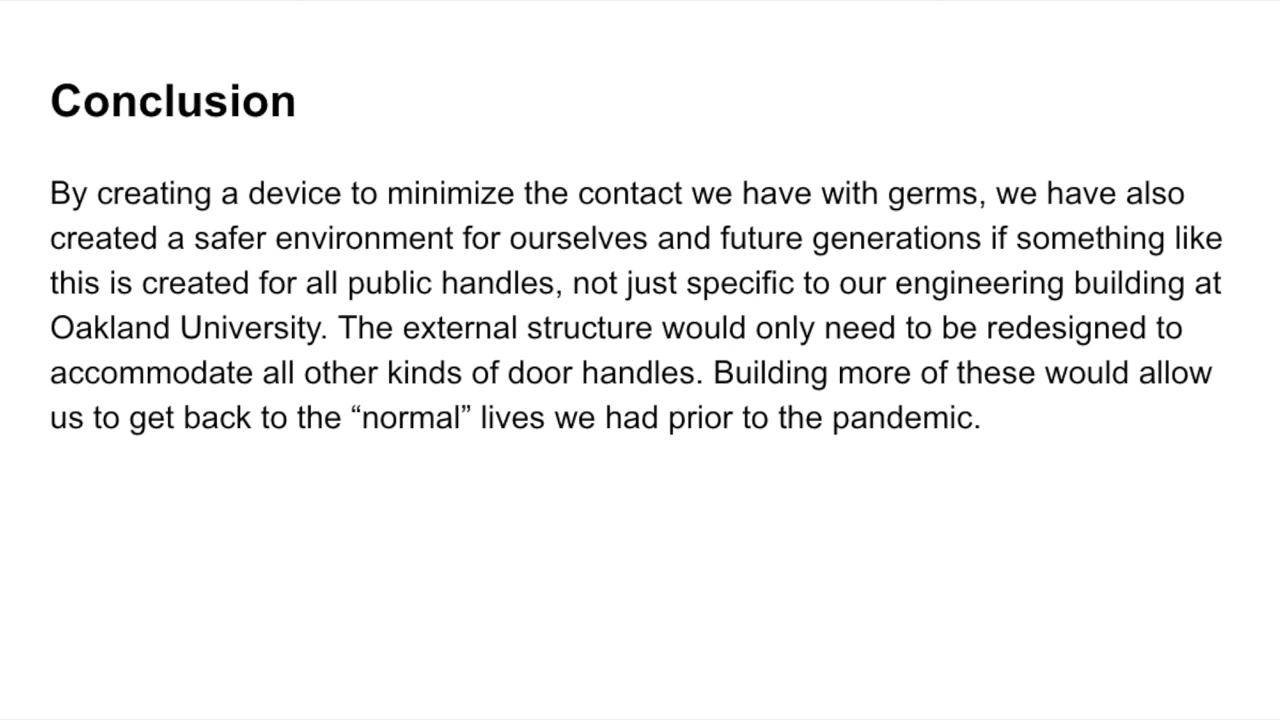 Conclusion
By creating a device to minimize the contact we have with germs, we have also
created a safer environment for ourselves and future generations if something like
this is created for all public handles, not just specific to our engineering building at
Oakland University. The external structure would only need to be redesigned to
accommodate all other kinds of door handles. Building more of these would allow
us to get back to the “normal” lives we had prior to the pandemic.